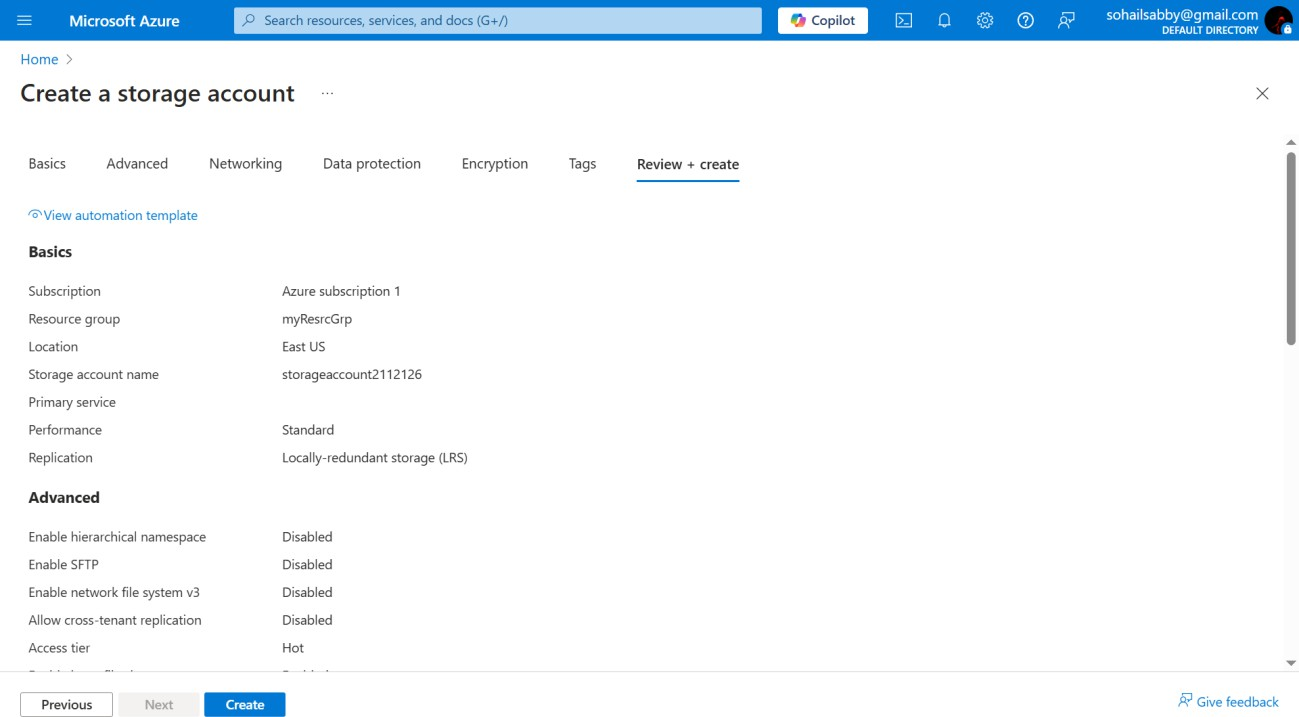 Microsoft Azure
Search resources, services, and docs (G+/)
Copilot
sohailsabby@gmail.com
DEFAULT DIRECTORY
Home
Create a storage account ...
Basics Advanced Networking Data protection Encryption Tags Review + create
View automation template
Basics
Subscription Azure subscription 1
Resource group myResrcGrp
Location East US
Storage account name storageaccount2112126
Primary service
Performance Standard
Replication Locally-redundant storage (LRS)
Advanced
Enable hierarchical namespace Disabled
Enable SFTP Disabled
Enable network file system v3 Disabled
Allow cross-tenant replication Disabled
Access tier Hot
Previous Next Create
Give feedback